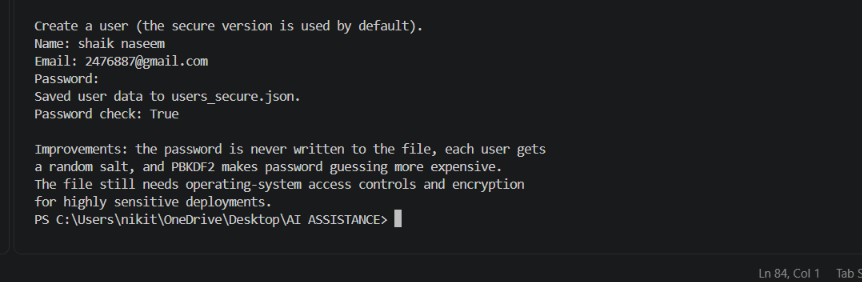 Create a user (the secure version is used by default).
Name: shaik naseem
Email: 2476887@gmail.com
Password:
Saved user data to users_secure.json.
Password check: True
Improvements: the password is never written to the file, each user gets
a random salt, and PBKDF2 makes password guessing more expensive.
The file still needs operating-system access controls and encryption
for highly sensitive deployments.
PS C:\Users\nikit\OneDrive\Desktop\AI ASSISTANCE>
Ln 84, Col 1 Tab S